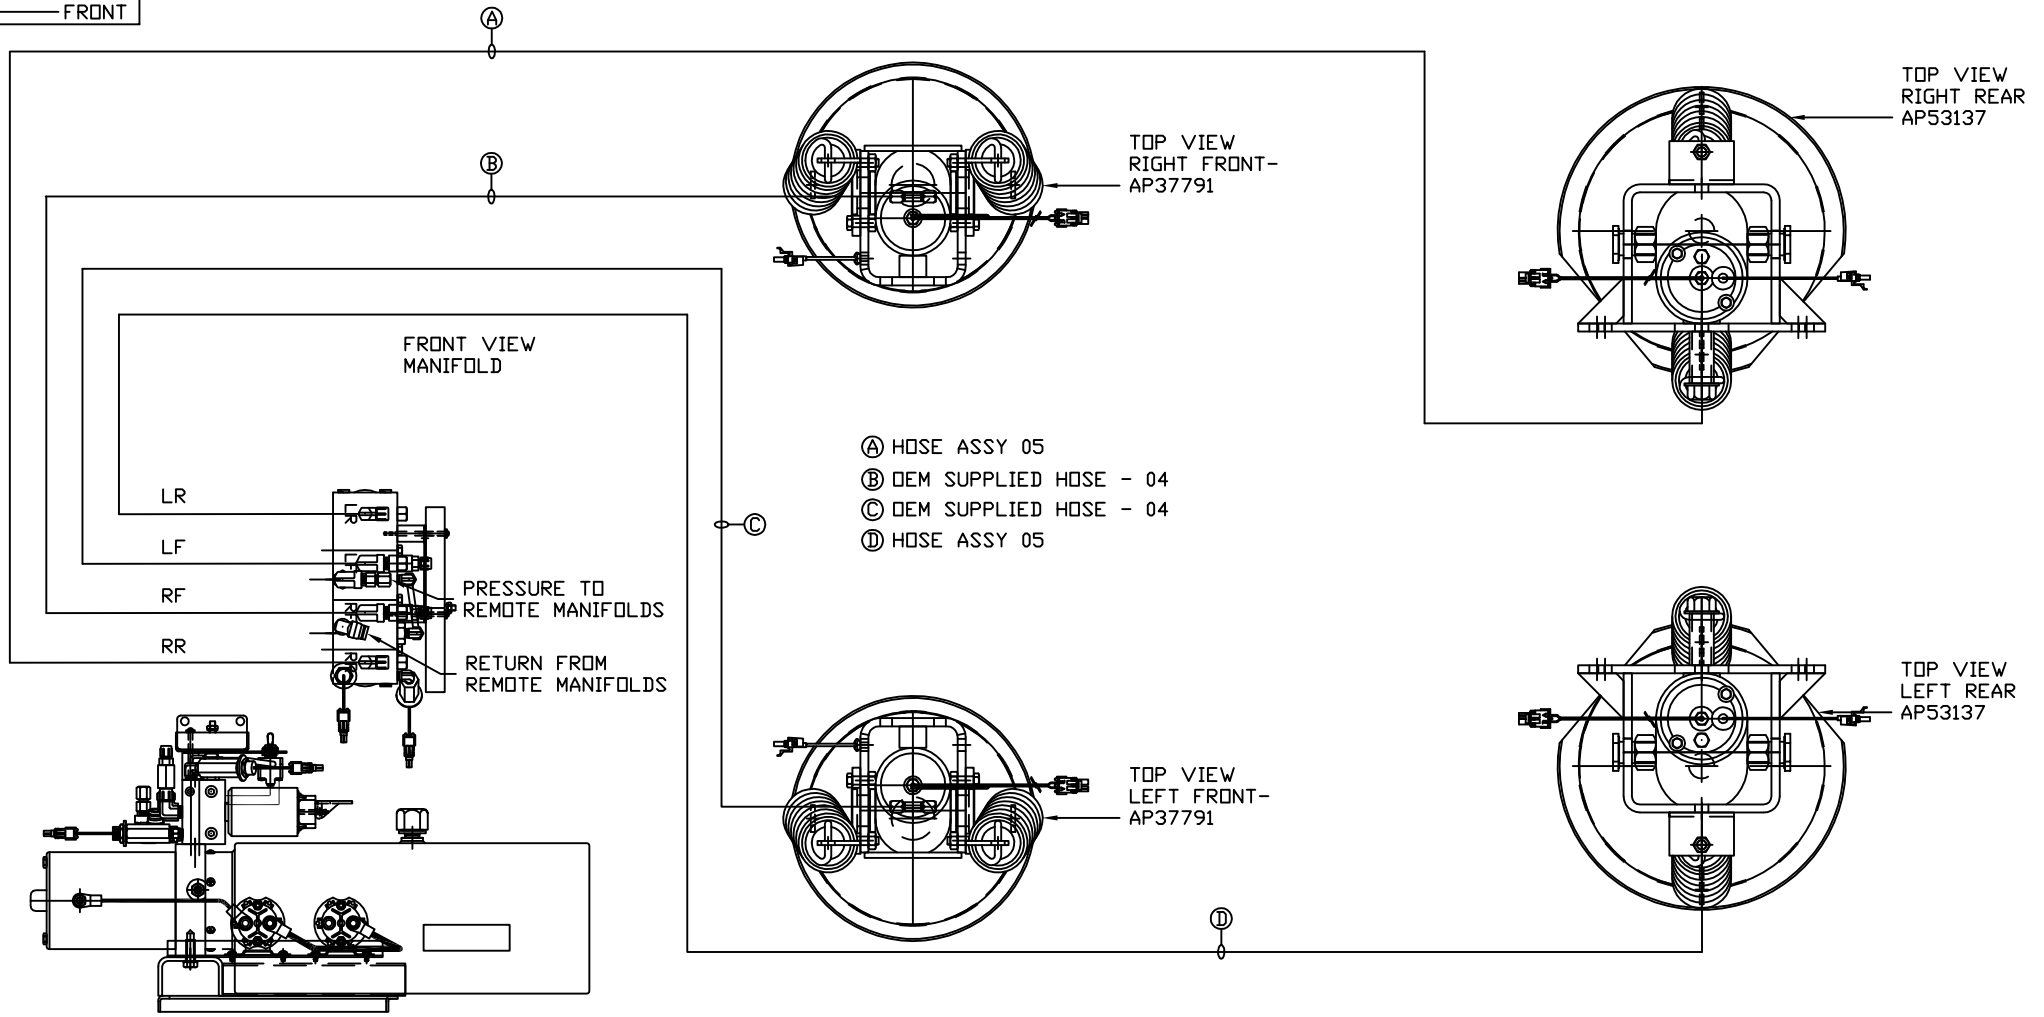 FRONT
A
TOP VIEW
RIGHT REAR
AP53137
TOP VIEW
RIGHT FRONT-
AP37791
B
FRONT VIEW
MANIFOLD
A HOSE ASSY 05
B OEM SUPPLIED HOSE - 04
C OEM SUPPLIED HOSE - 04
D HOSE ASSY 05
C
LR
LR
LF
PRESSURE TO
REMOTE MANIFOLDS
RF
RR
RETURN FROM
REMOTE MANIFOLDS
TOP VIEW
LEFT REAR
AP53137
TOP VIEW
LEFT FRONT-
AP37791
D